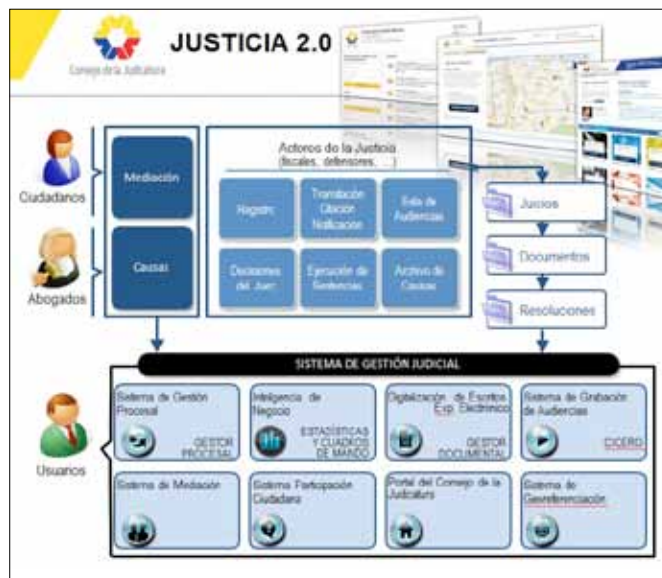 JUSTICIA 2.0
Consejo de la Judicatura
Ciudadanos
Abogados
Mediación
Causas
Actores de la Justicia
(fiscales, defensores, ...)
Registro
Tramitación
Citación
Notificación
Sala de
Audiencias
Decisiones
del Juez
Ejecución de
Sentencias
Archivo de
Causas
Juicios
Documentos
Resoluciones
SISTEMA DE GESTIÓN JUDICIAL
Usuarios
Sistema de Gestión
Procesal
GESTOR
PROCESAL
Inteligencia de
Negocio
ESTADÍSTICAS
Y CUADROS
DE MANDO
Digitalización de Escritos
Exp. Electrónico
GESTOR
DOCUMENTAL
Sistema de Grabación
de Audiencias
CICERO
Sistema de Mediación
Sistema Participación
Ciudadana
Portal del Consejo de la
Judicatura
Sistema de
Georeferenciación